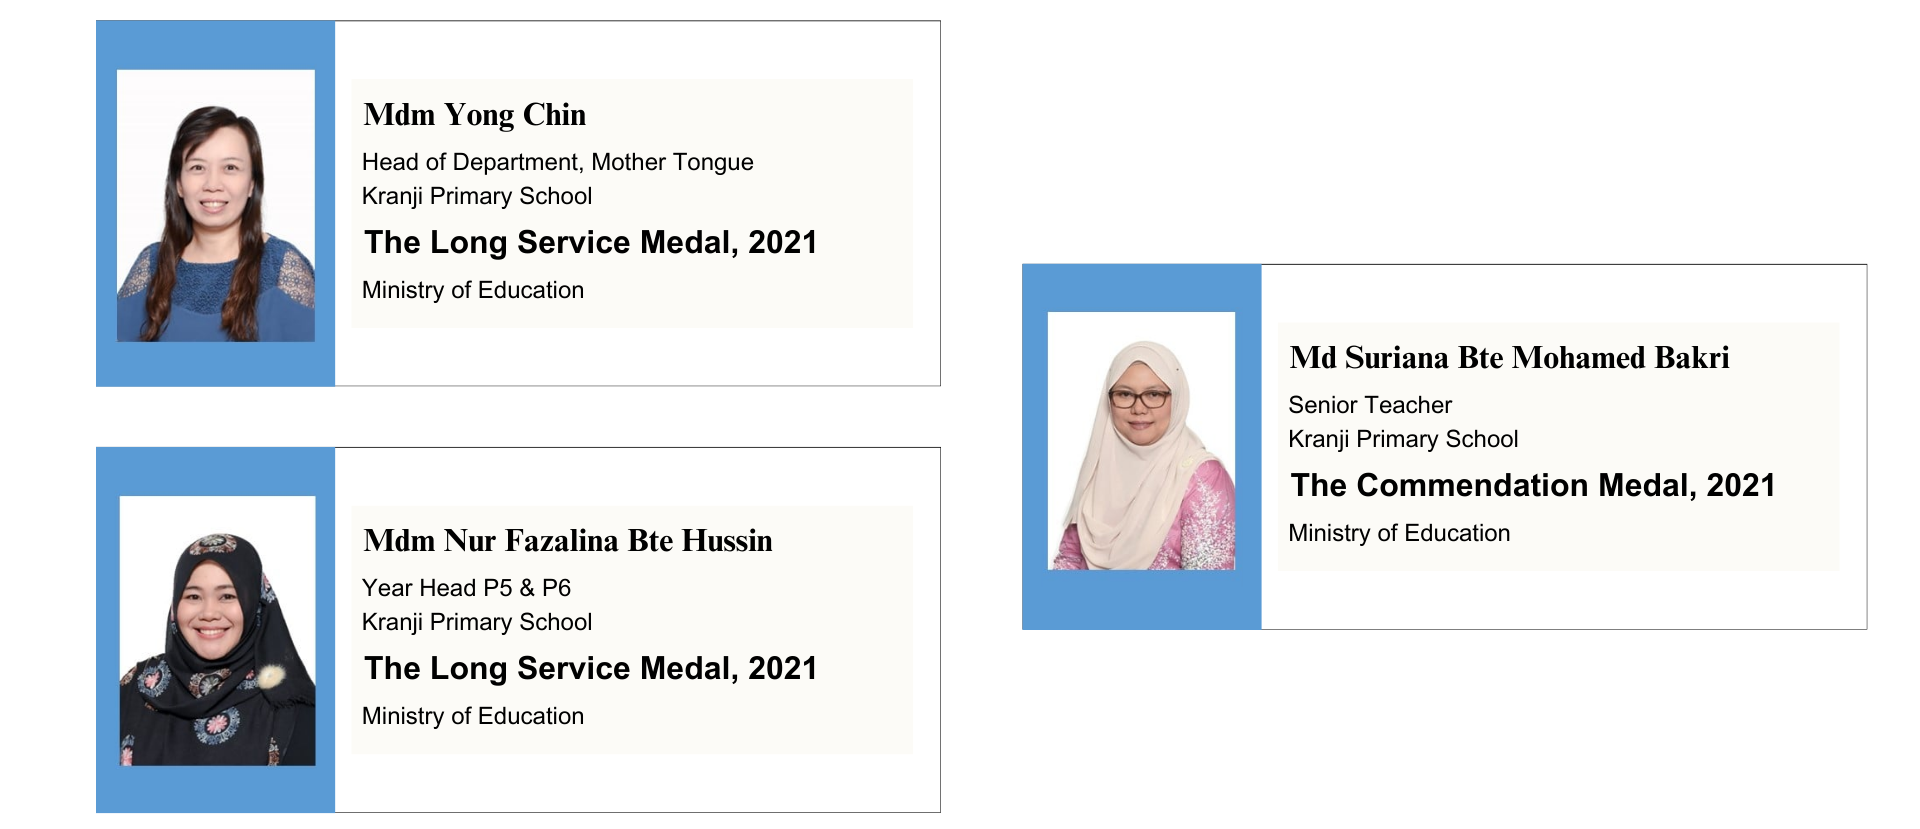 Mdm Yong Chin
Head of Department, Mother Tongue
Kranji Primary School
The Long Service Medal, 2021
Ministry of Education
Mdm Nur Fazalina Bte Hussin
Year Head P5 & P6
Kranji Primary School
The Long Service Medal, 2021
Ministry of Education
Md Suriana Bte Mohamed Bakri
Senior Teacher
Kranji Primary School
The Commendation Medal, 2021
Ministry of Education